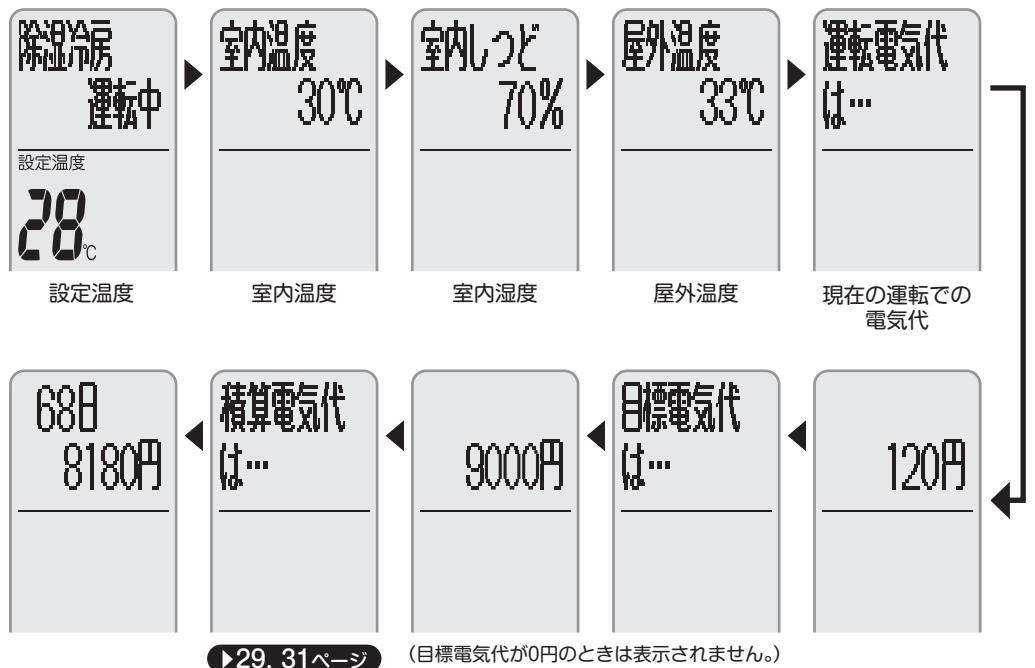 除湿冷房
運転中
設定温度
28℃
設定温度
室内温度
30℃
室内温度
室内しつど
70%
室内湿度
屋外温度
33℃
屋外温度
運転電気代
は…
現在の運転での
電気代
120円
目標電気代
は…
9000円
(目標電気代が0円のときは表示されません。)
積算電気代
は…
▶29, 31ページ
68日
8180円